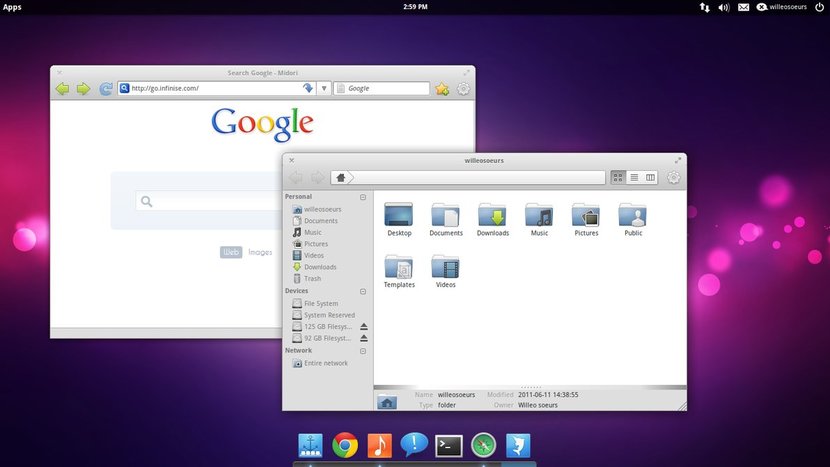 Apps
2:59 PM
willeosoeurs
Search Google - Midori
http://go.infinise.com/
Google
Google
Web Images
willeosoeurs
Personal
willeosoeurs
Documents
Music
Pictures
Videos
Downloads
Trash
Devices
File System
System Reserved
125 GB Filesys...
92 GB Filesyst...
Network
Entire network
Desktop Documents Downloads Music Pictures Public
Templates Videos
Name willeosoeurs Modified 2011-06-11 14:38:55
Type folder Owner Willeo soeurs